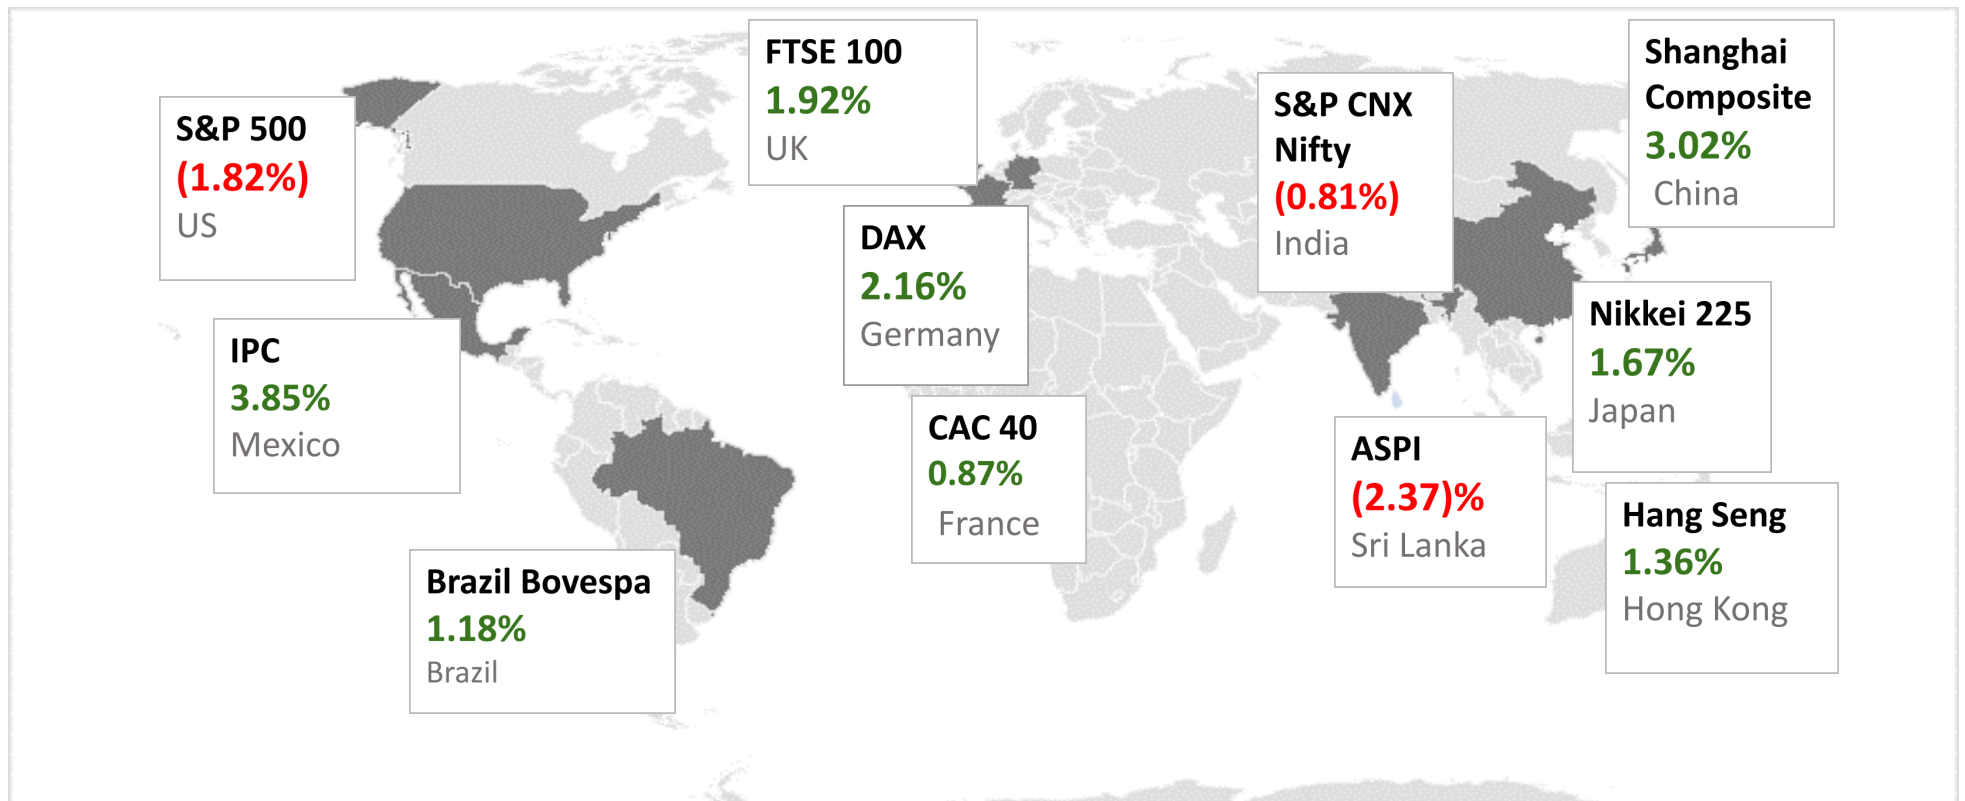 S&P 500
(1.82%)
US
IPC
3.85%
Mexico
Brazil Bovespa
1.18%
Brazil
FTSE 100
1.92%
UK
DAX
2.16%
Germany
CAC 40
0.87%
France
S&P CNX
Nifty
(0.81%)
India
ASPI
(2.37)%
Sri Lanka
Shanghai
Composite
3.02%
China
Nikkei 225
1.67%
Japan
Hang Seng
1.36%
Hong Kong